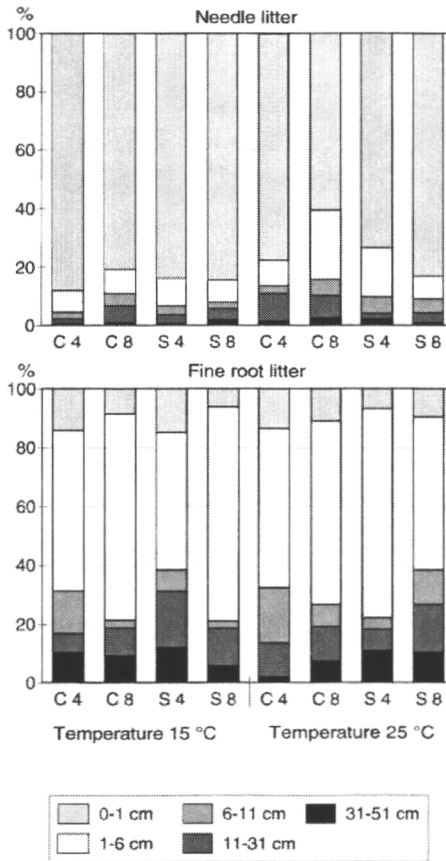 % Needle litter
100
80
60
40
20
0
C 4 C 8 S 4 S 8 C 4 C 8 S 4 S 8
% Fine root litter
100
80
60
40
20
0
C 4 C 8 S 4 S 8 C 4 C 8 S 4 S 8
Temperature 15 °C Temperature 25 °C
0-1 cm 6-11 cm 31-51 cm
1-6 cm 11-31 cm